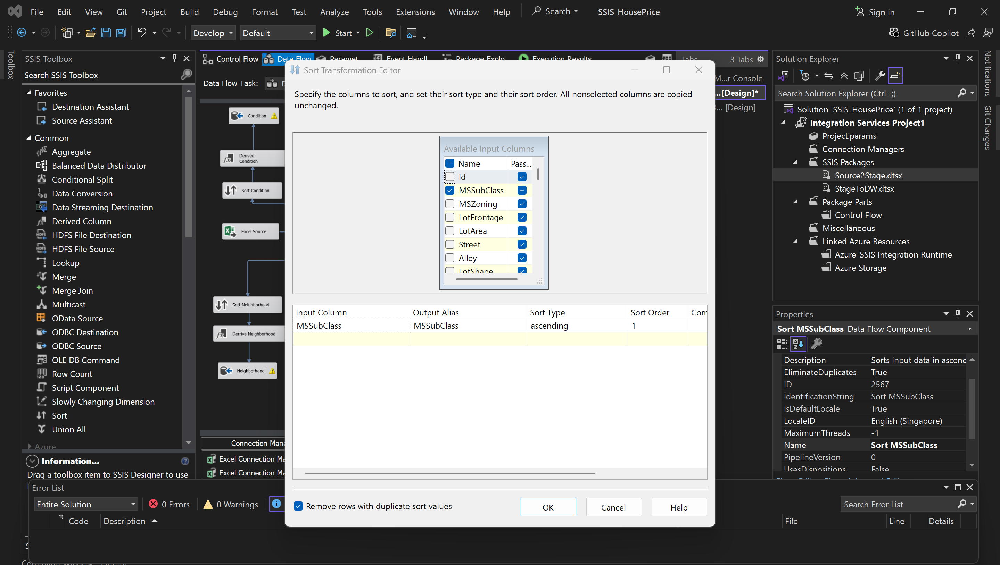 File Edit View Git Project Build Debug Format Test Analyze Tools Extensions Window Help Search SSIS_HousePrice Sign in
Develop Default Start GitHub Copilot
Toolbox
SSIS Toolbox
Search SSIS Toolbox
Favorites
Destination Assistant
Source Assistant
Common
Aggregate
Balanced Data Distributor
Conditional Split
Data Conversion
Data Streaming Destination
Derived Column
HDFS File Destination
HDFS File Source
Lookup
Merge
Merge Join
Multicast
OData Source
ODBC Destination
ODBC Source
OLE DB Command
Row Count
Script Component
Slowly Changing Dimension
Sort
Union All
Azure
Information...
Drag a toolbox item to SSIS Designer to use
Control Flow Data Flow Paramet Event Handl Package Explo Execution Results
Tabs 3 Tabs
Data Flow Task:
M...r Console
...[Design]*
... [Design]
Condition
Derived
Condition
Sort Condition
Excel Source
Sort Neighborhood
Derrive Neighborhood
Neighborhood
Connection Mana
Excel Connection Ma
Excel Connection Ma
Sort Transformation Editor
Specify the columns to sort, and set their sort type and their sort order. All nonselected columns are copied
unchanged.
Available Input Columns
Name Pass...
Id
MSSubClass
MSZoning
LotFrontage
LotArea
Street
Alley
LotShape
Input Column Output Alias Sort Type Sort Order Com
MSSubClass MSSubClass ascending 1
Remove rows with duplicate sort values
OK Cancel Help
Solution Explorer
Search Solution Explorer (Ctrl+;)
Solution 'SSIS_HousePrice' (1 of 1 project)
Integration Services Project1
Project.params
Connection Managers
SSIS Packages
Source2Stage.dtsx
StageToDW.dtsx
Package Parts
Control Flow
Miscellaneous
Linked Azure Resources
Azure-SSIS Integration Runtime
Azure Storage
Notifications
Git Changes
Properties
Sort MSSubClass Data Flow Component
Description Sorts input data in ascenc
EliminateDuplicates True
ID 2567
IdentificationString Sort MSSubClass
IsDefaultLocale True
LocaleID English (Singapore)
MaximumThreads -1
Name Sort MSSubClass
PipelineVersion 0
UsesDispositions False
Error List
Entire Solution 0 Errors 0 Warnings Search Error List
Code Description File Line Details